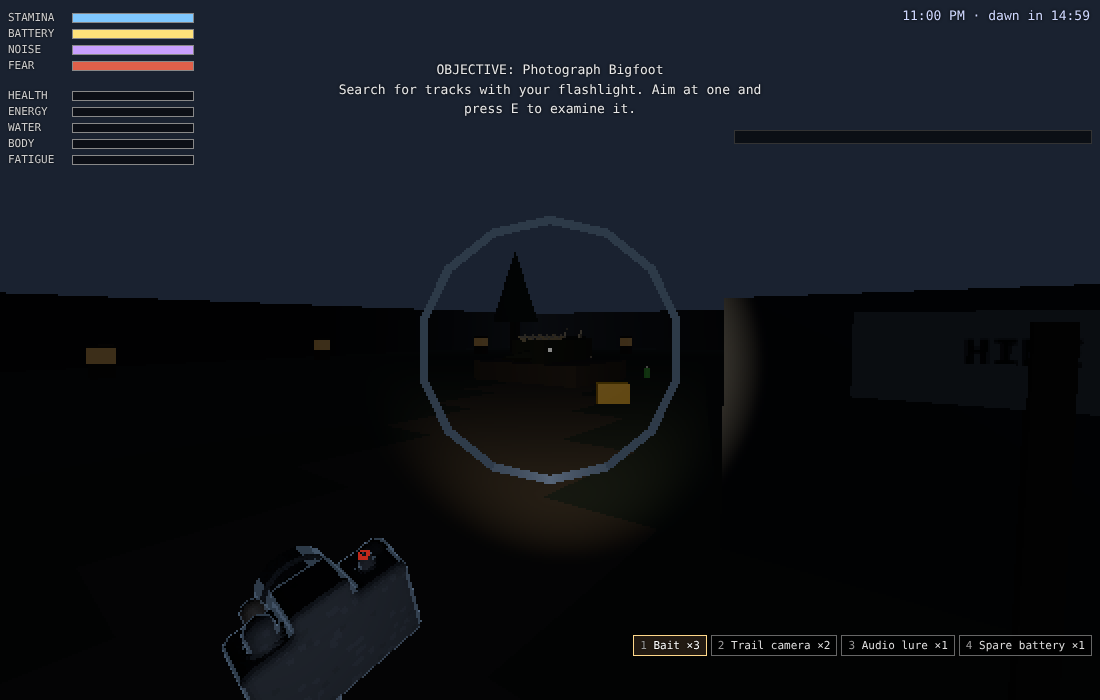 STAMINA
BATTERY
NOISE
FEAR
HEALTH
ENERGY
WATER
BODY
FATIGUE
11:00 PM · dawn in 14:59
OBJECTIVE: Photograph Bigfoot
Search for tracks with your flashlight. Aim at one and
press E to examine it.
1 Bait ×3
2 Trail camera ×2
3 Audio lure ×1
4 Spare battery ×1